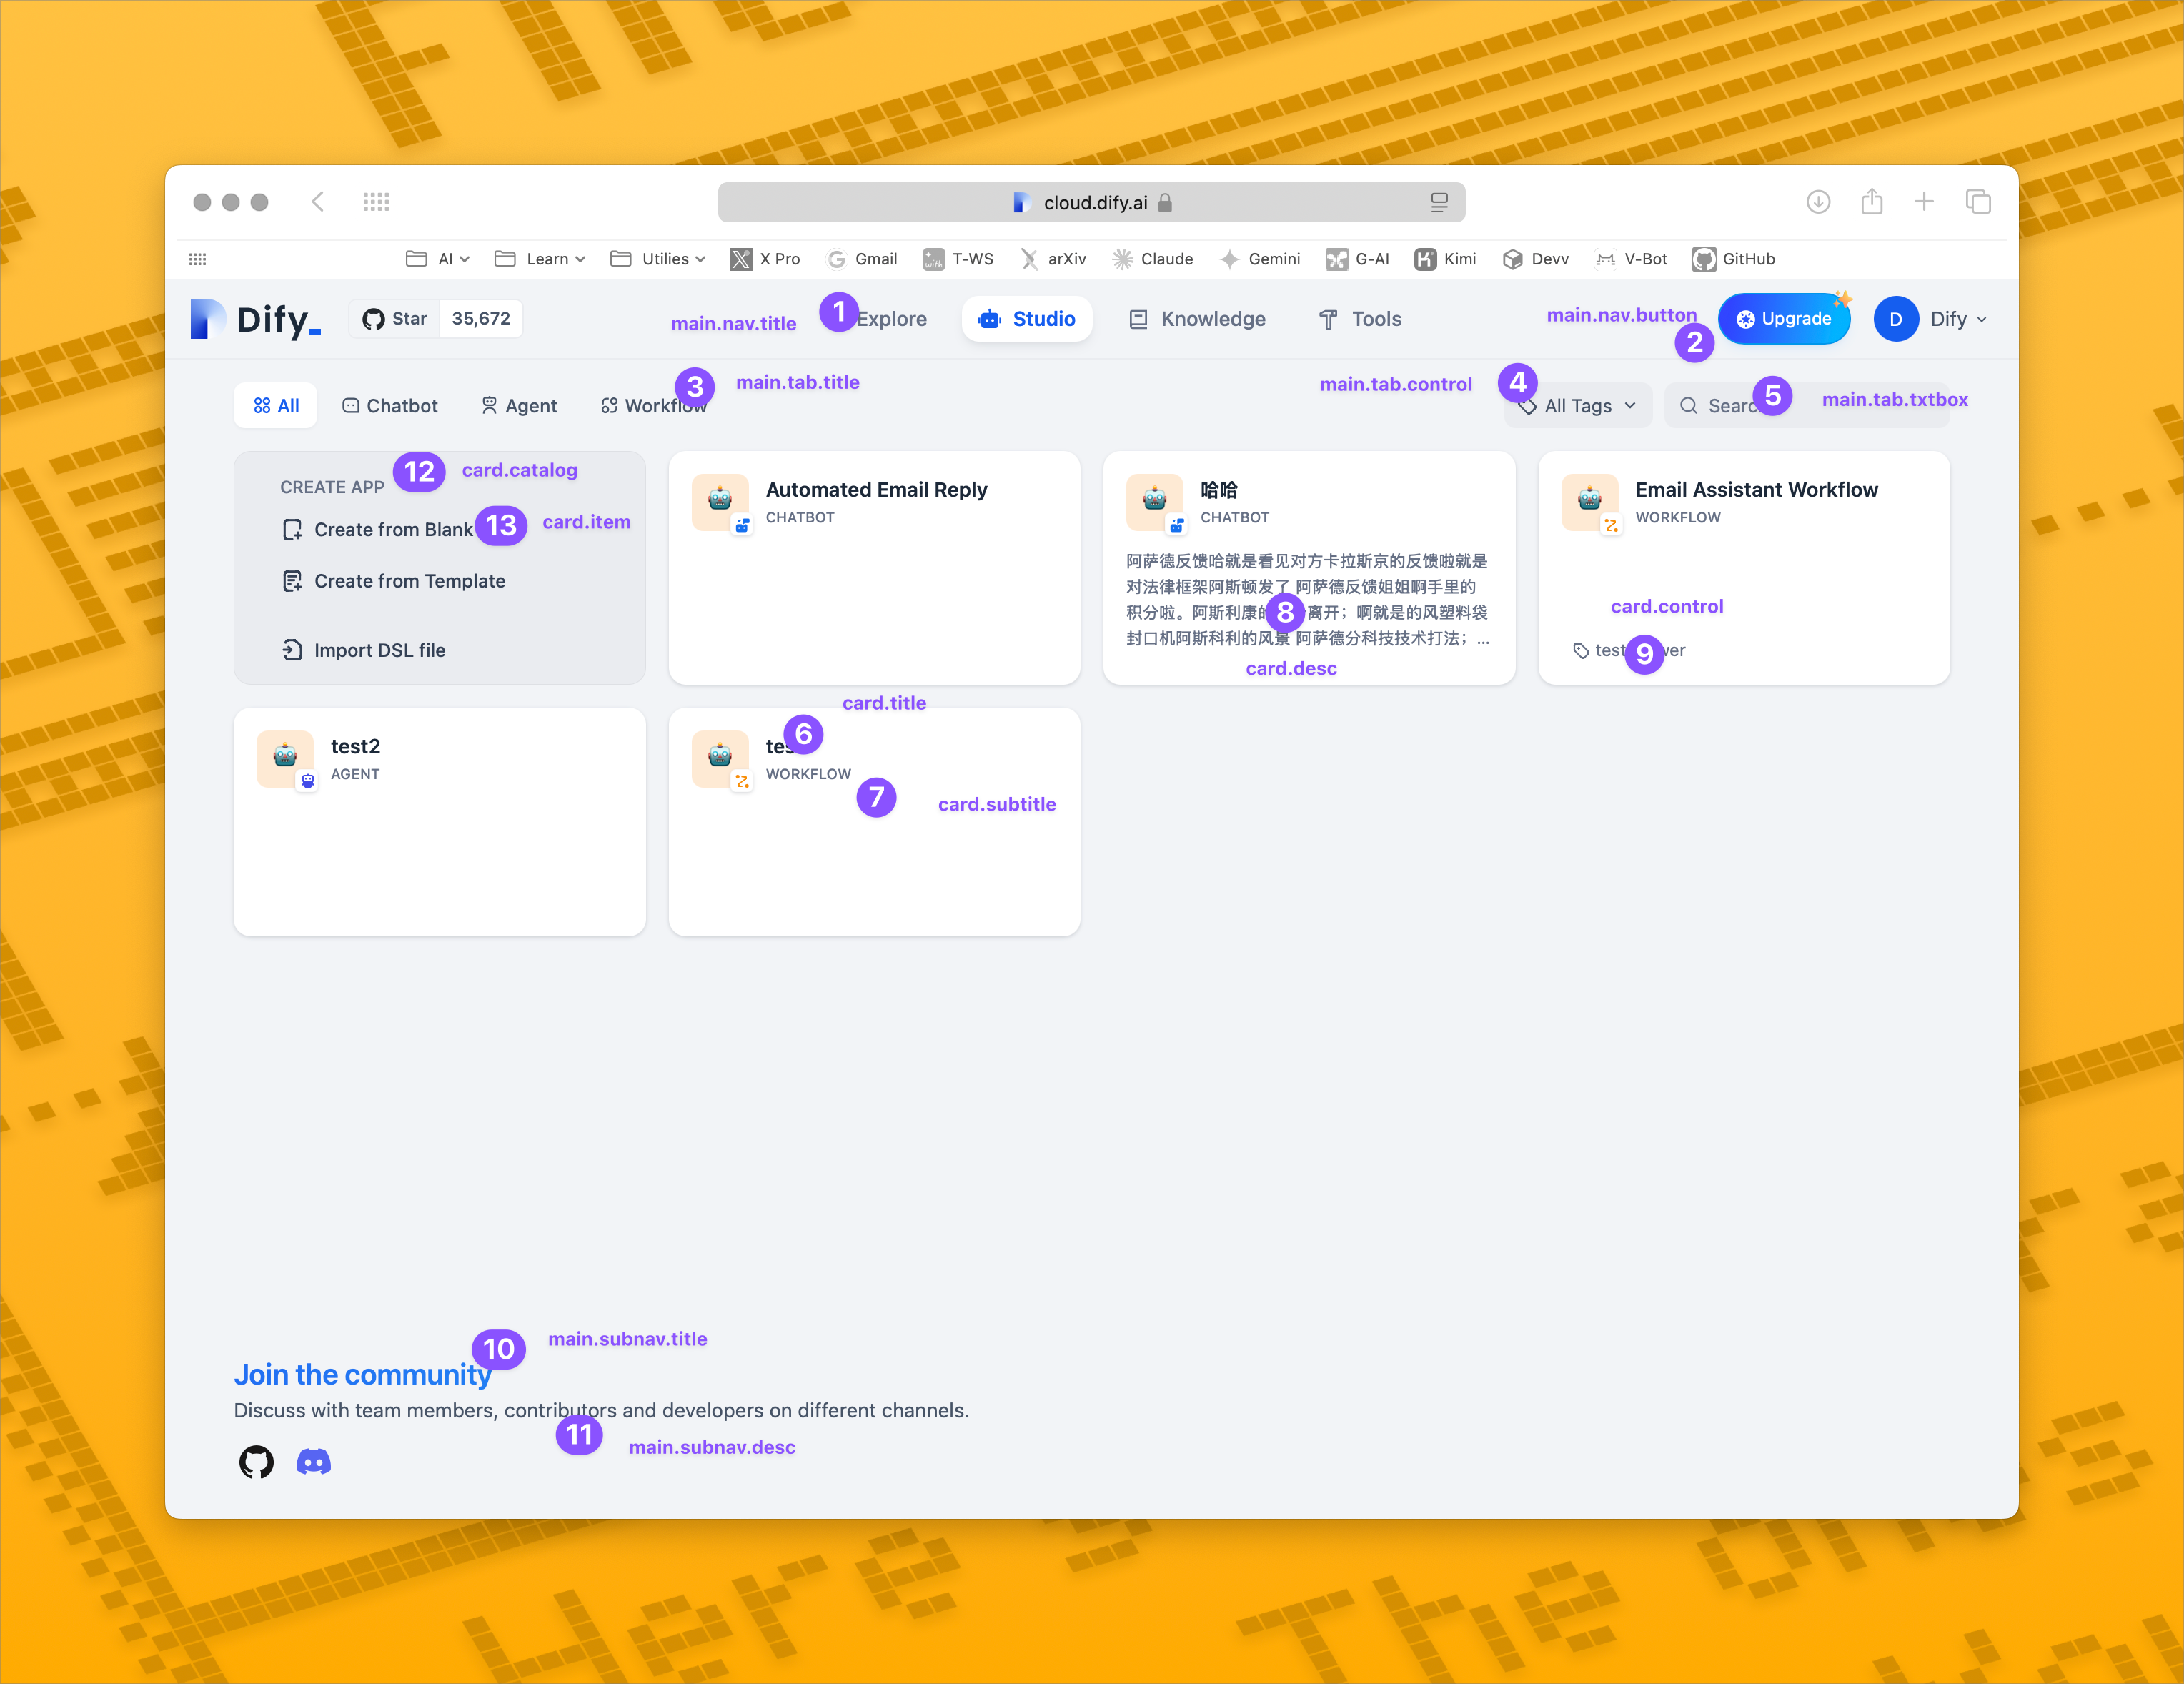 cloud.dify.ai
AI
Learn
Utilies
X Pro
Gmail
T-WS
arXiv
Claude
Gemini
G-AI
Kimi
Devv
V-Bot
GitHub
Dify_
Star
35,672
main.nav.title
1
Explore
Studio
Knowledge
Tools
main.nav.button
2
Upgrade
D
Dify
All
Chatbot
Agent
Workflow
3
main.tab.title
main.tab.control
4
All Tags
5
main.tab.txtbox
CREATE APP
12
card.catalog
Create from Blank
13
card.item
Create from Template
Import DSL file
Automated Email Reply
CHATBOT
哈哈
CHATBOT
阿萨德反馈哈就是看见对方卡拉斯京的反馈啦就是
对法律框架阿斯顿发了 阿萨德反馈姐姐啊手里的
积分啦。阿斯利康的 离开；啊就是的风塑料袋
封口机阿斯科利的风景 阿萨德分科技技术打法；...
8
card.desc
Email Assistant Workflow
WORKFLOW
card.control
9
test2
AGENT
card.title
6
WORKFLOW
7
card.subtitle
10
main.subnav.title
Join the community
Discuss with team members, contributors and developers on different channels.
11
main.subnav.desc
Here's
The